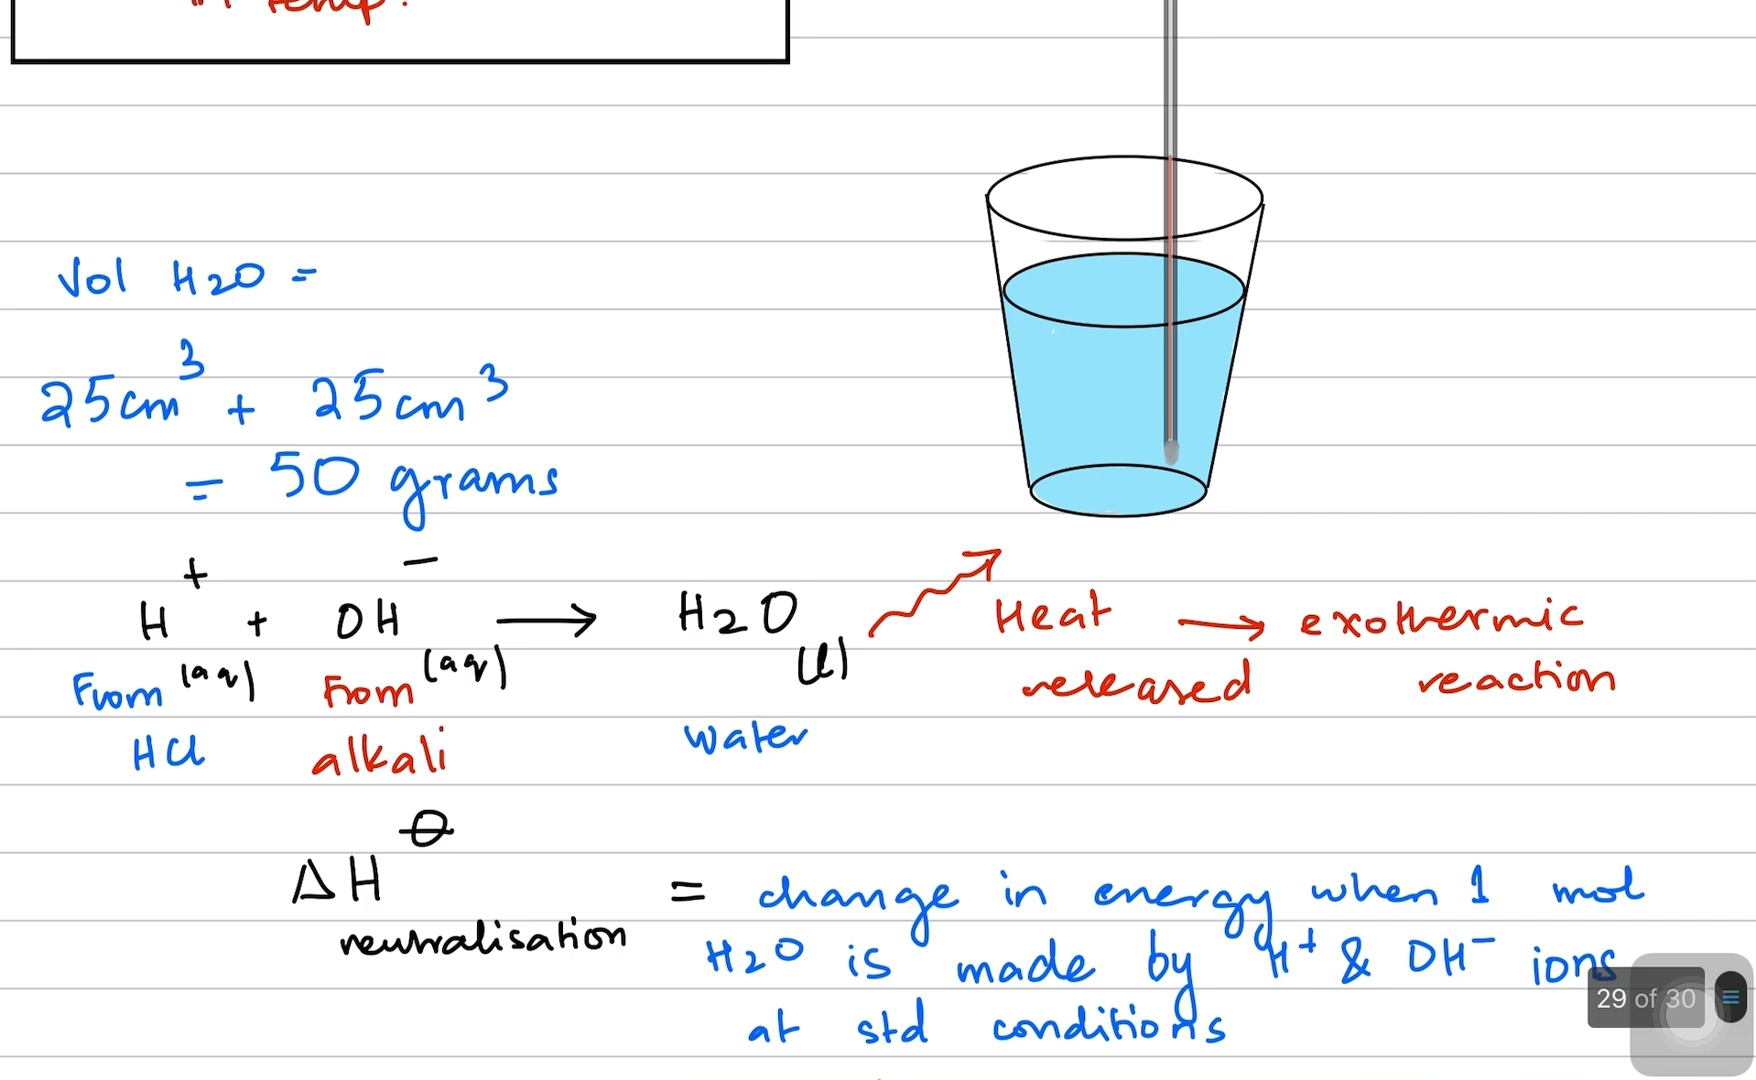 in temp.
Vol H2O =
25cm³ + 25cm³
= 50 grams
H⁺(aq) + OH⁻(aq) → H2O(l) Heat released → exothermic reaction
From HCl From alkali water
ΔH⊖ neutralisation = change in energy when 1 mol
H2O is made by H⁺ & OH⁻ ions
at std conditions
29 of 30